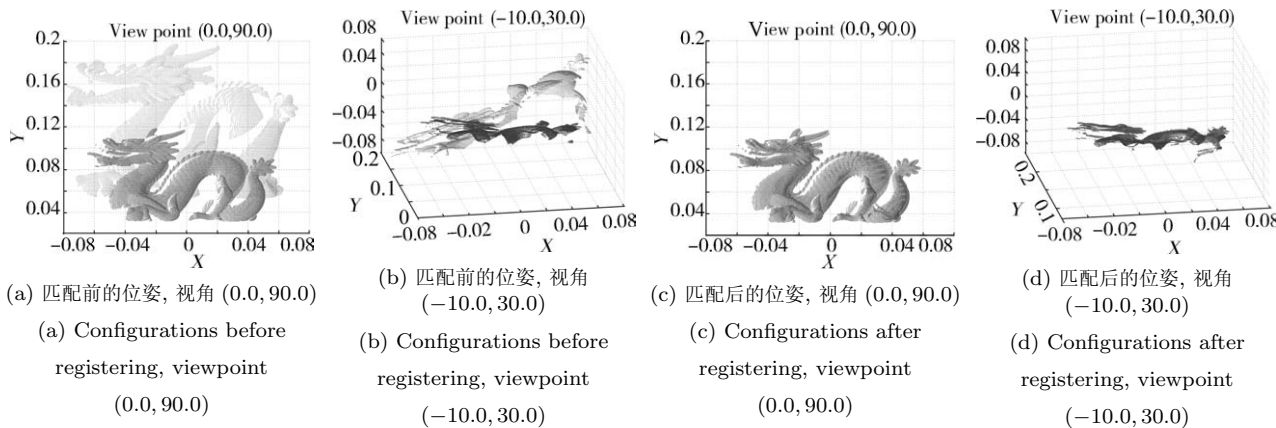 View point (0.0,90.0)
0.2
0.16
0.12
Y
0.08
0.04
−0.08 −0.04 0 0.04 0.08
X
(a) 匹配前的位姿, 视角 (0.0, 90.0)
(a) Configurations before
registering, viewpoint
(0.0, 90.0)
View point (−10.0,30.0)
0.08
0.04
0
−0.04
−0.08
0.2
0.1
Y
0
−0.08 −0.02 0 0.04 0.08
X
(b) 匹配前的位姿, 视角
(−10.0, 30.0)
(b) Configurations before
registering, viewpoint
(−10.0, 30.0)
View point (0.0,90.0)
0.2
0.16
0.12
Y
0.08
0.04
−0.08 −0.04 0 0.04 0.08
X
(c) 匹配后的位姿, 视角 (0.0, 90.0)
(c) Configurations after
registering, viewpoint
(0.0, 90.0)
View point (−10.0,30.0)
0.08
0.04
0
−0.04
−0.08
0.2
Y
0.1
−0.08 −0.02 0 0.04 0.08
X
(d) 匹配后的位姿, 视角
(−10.0, 30.0)
(d) Configurations after
registering, viewpoint
(−10.0, 30.0)